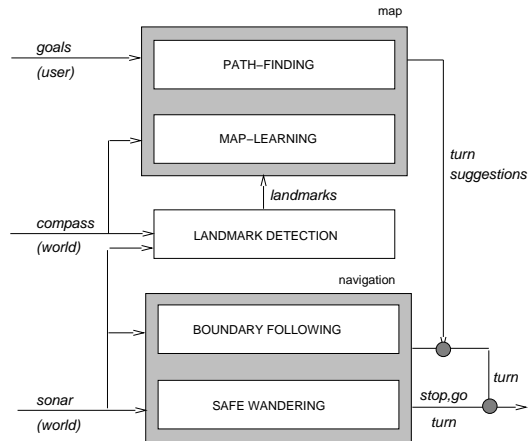 map
goals
(user)
PATH–FINDING
MAP–LEARNING
turn
suggestions
landmarks
compass
(world)
LANDMARK DETECTION
navigation
BOUNDARY FOLLOWING
turn
sonar
(world)
SAFE WANDERING
stop,go
turn